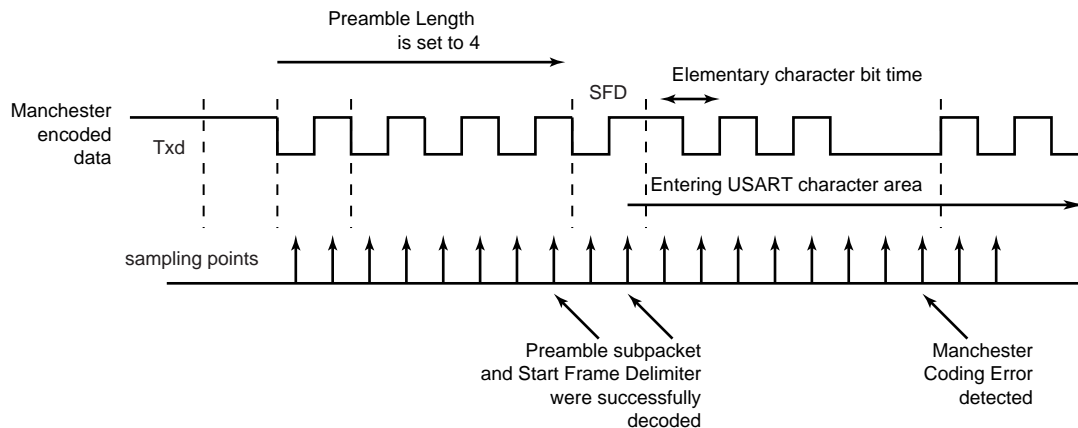 Preamble Length
is set to 4
Elementary character bit time
SFD
Manchester
encoded
data
Txd
Entering USART character area
sampling points
Preamble subpacket
and Start Frame Delimiter
were successfully
decoded
Manchester
Coding Error
detected